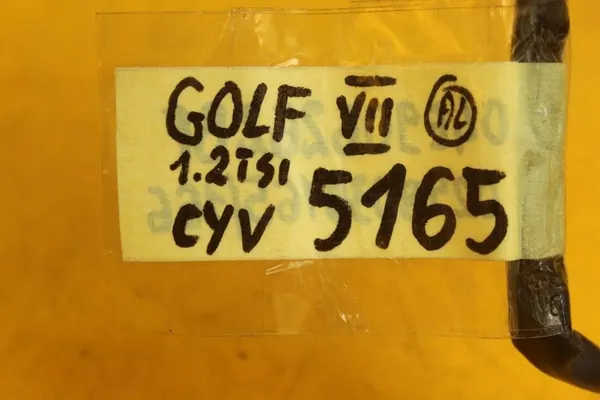 GOLF VII AL
1.2TSI
CYV 5165